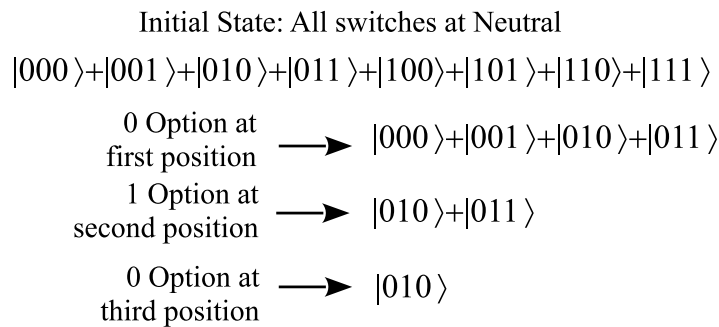 Initial State: All switches at Neutral
|000⟩+|001⟩+|010⟩+|011⟩+|100⟩+|101⟩+|110⟩+|111⟩
0 Option at
first position
|000⟩+|001⟩+|010⟩+|011⟩
1 Option at
second position
|010⟩+|011⟩
0 Option at
third position
|010⟩